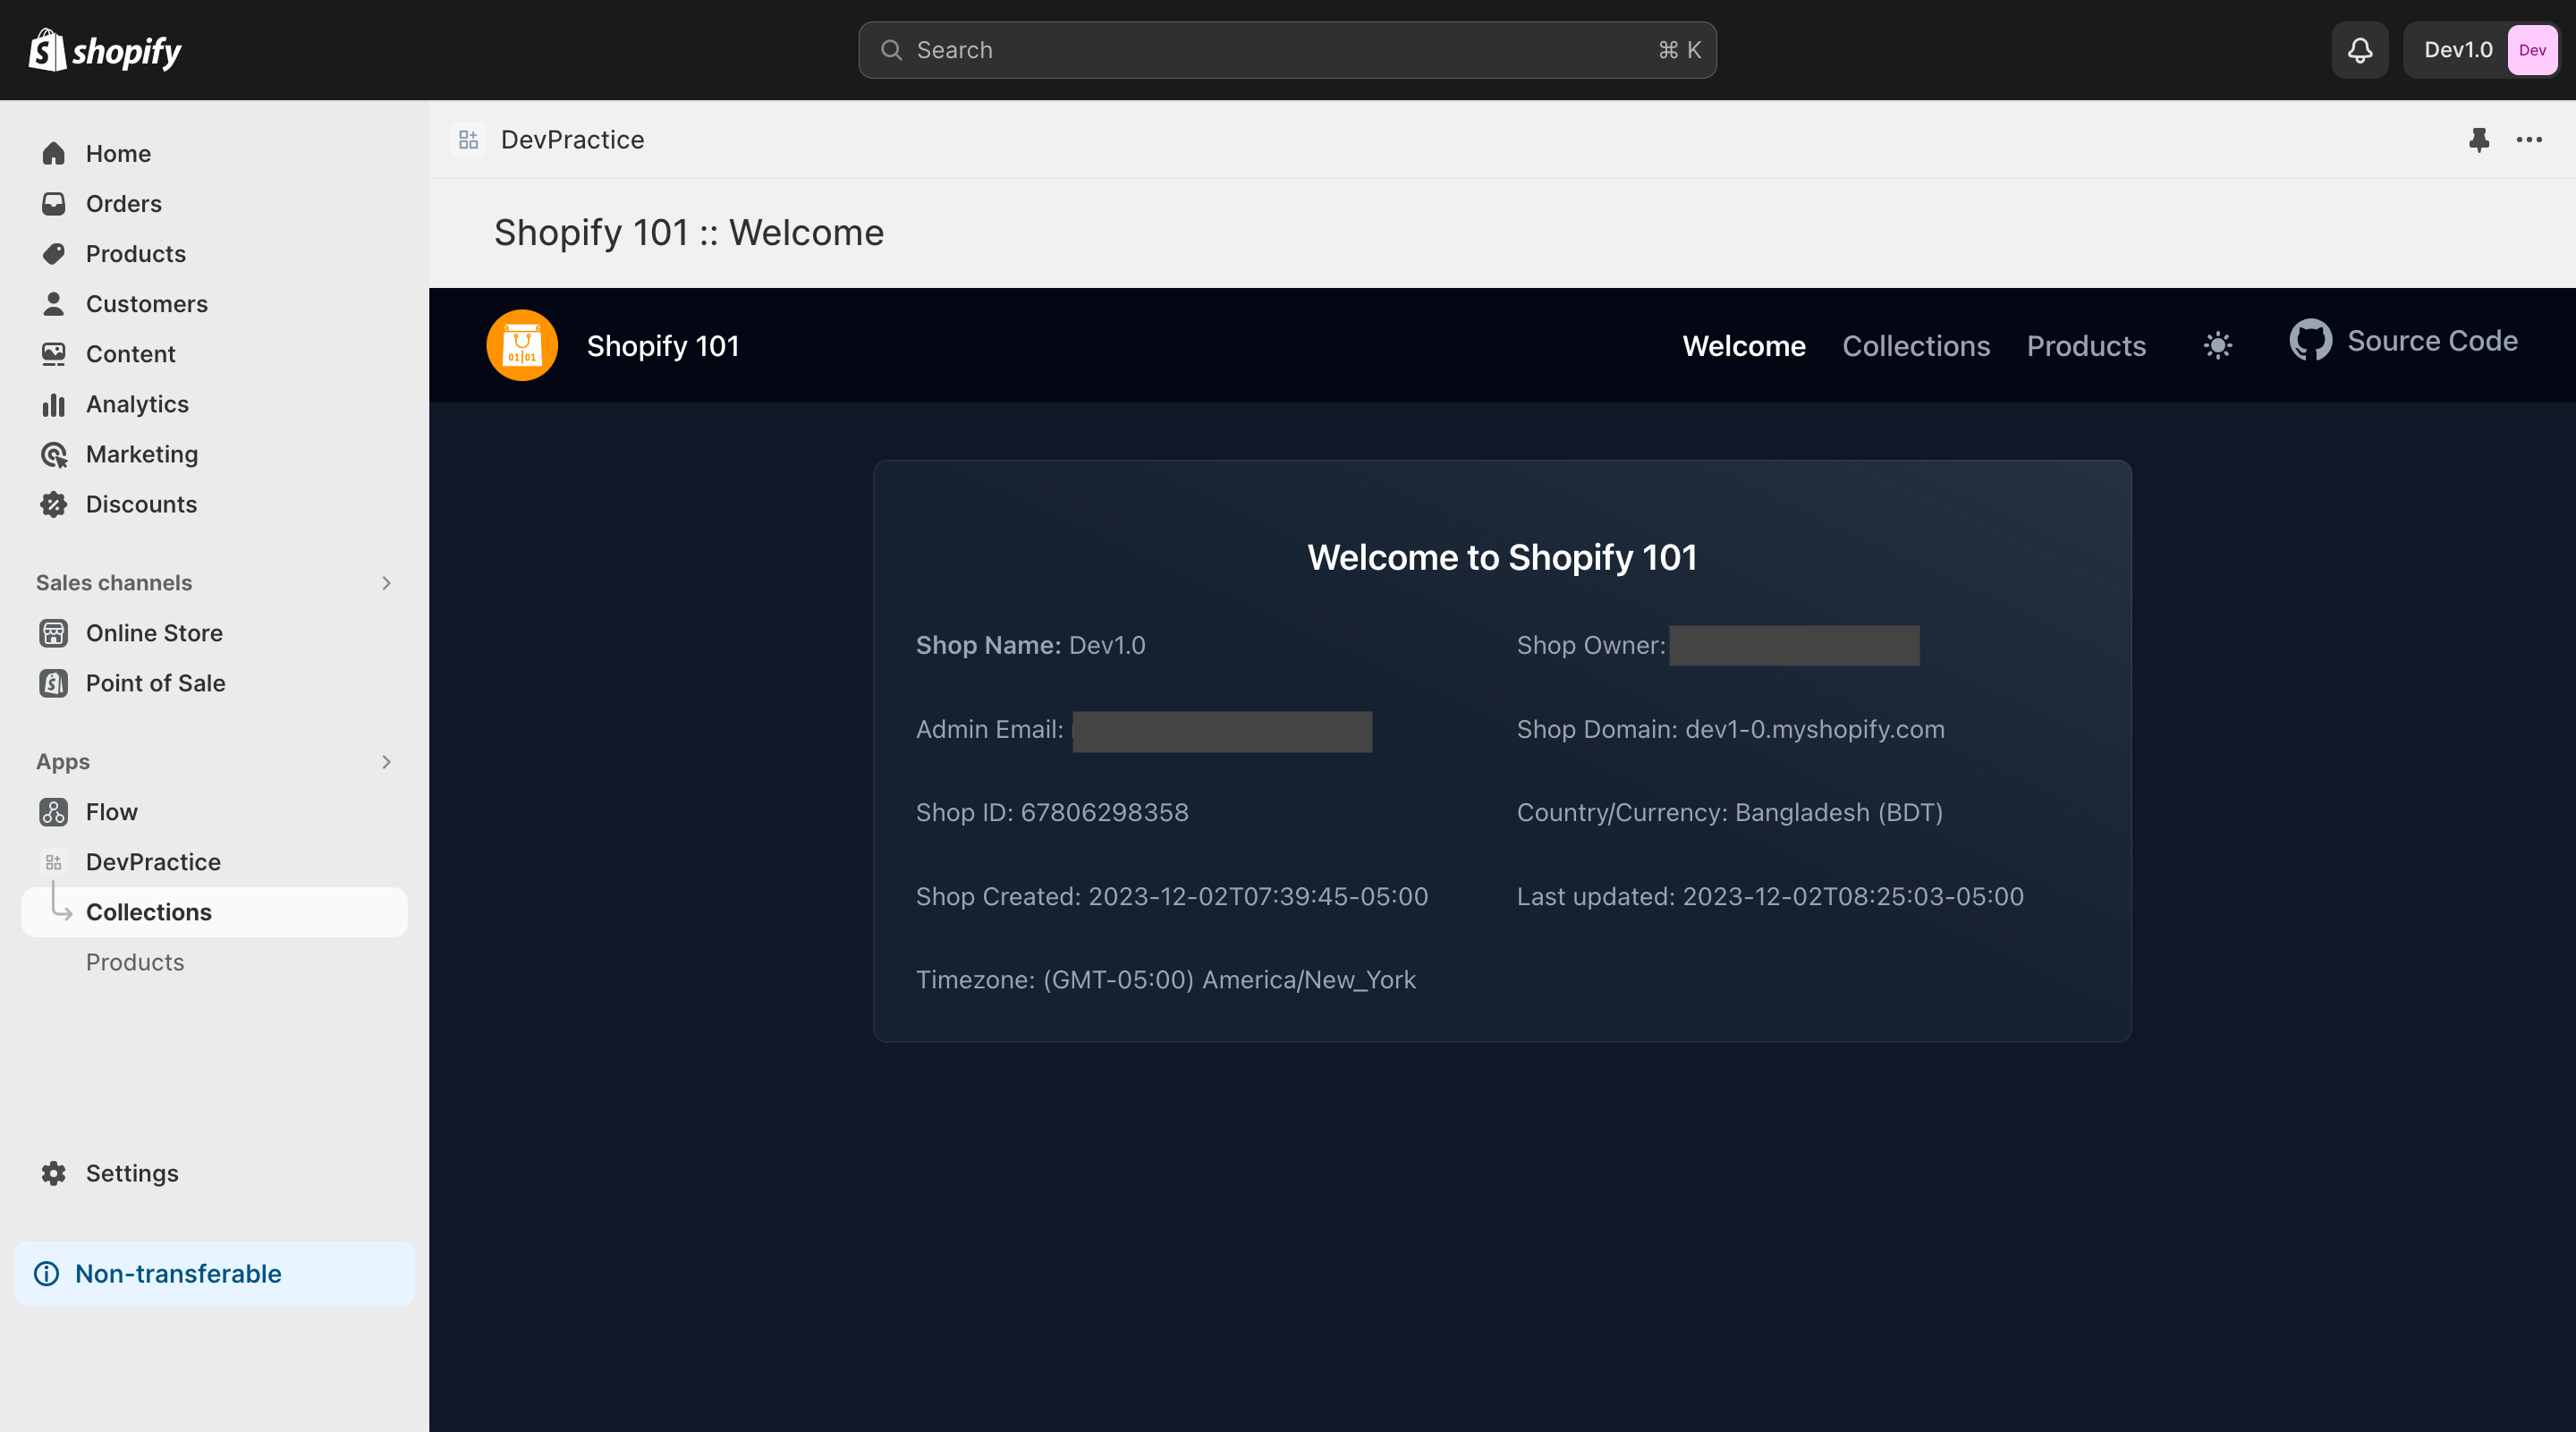 shopify
Search
⌘ K
Dev1.0
Dev
Home
Orders
Products
Customers
Content
Analytics
Marketing
Discounts
Sales channels
Online Store
Point of Sale
Apps
Flow
DevPractice
Collections
Products
Settings
Non-transferable
DevPractice
Shopify 101 :: Welcome
01|01
Shopify 101
Welcome
Collections
Products
Source Code
Welcome to Shopify 101
Shop Name: Dev1.0
Shop Owner:
Admin Email:
Shop Domain: dev1-0.myshopify.com
Shop ID: 67806298358
Country/Currency: Bangladesh (BDT)
Shop Created: 2023-12-02T07:39:45-05:00
Last updated: 2023-12-02T08:25:03-05:00
Timezone: (GMT-05:00) America/New_York